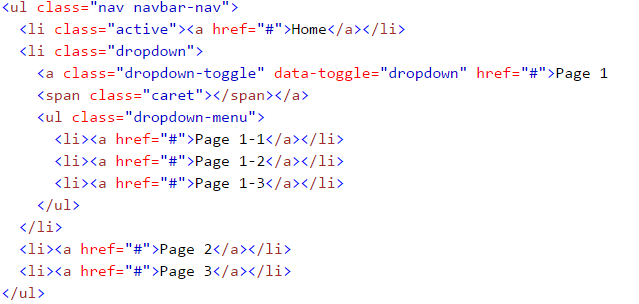 <ul class="nav navbar-nav">
  <li class="active"><a href="#">Home</a></li>
  <li class="dropdown">
    <a class="dropdown-toggle" data-toggle="dropdown" href="#">Page 1
    <span class="caret"></span></a>
    <ul class="dropdown-menu">
      <li><a href="#">Page 1-1</a></li>
      <li><a href="#">Page 1-2</a></li>
      <li><a href="#">Page 1-3</a></li>
    </ul>
  </li>
  <li><a href="#">Page 2</a></li>
  <li><a href="#">Page 3</a></li>
</ul>